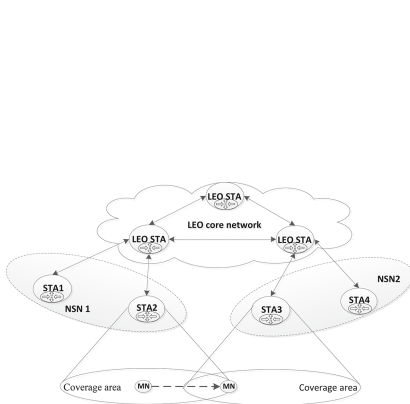 LEO STA
LEO core network
LEO STA
LEO STA
NSN2
STA1
STA4
NSN 1
STA2
STA3
Coverage area
MN
MN
Coverage area